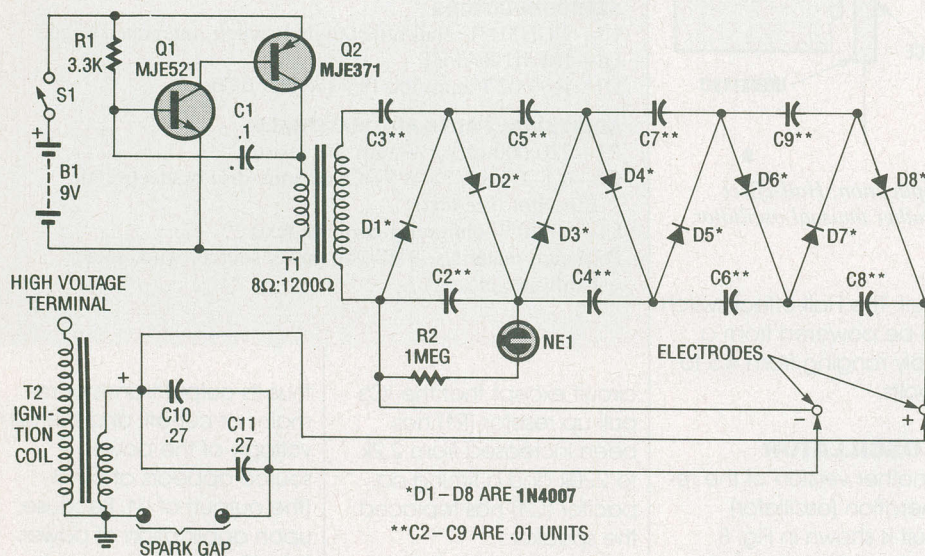 R1
3.3K
Q1
MJE521
Q2
MJE371
S1
C1
.1
+
B1
9V
T1
8Ω:1200Ω
C3**
C5**
C7**
C9**
D1*
D2*
D3*
D4*
D5*
D6*
D7*
D8*
C2**
C4**
C6**
C8**
R2
1MEG
NE1
ELECTRODES
−
+
HIGH VOLTAGE
TERMINAL
T2
IGNI-
TION
COIL
+
C10
.27
C11
.27
SPARK GAP
*D1–D8 ARE 1N4007
**C2–C9 ARE .01 UNITS